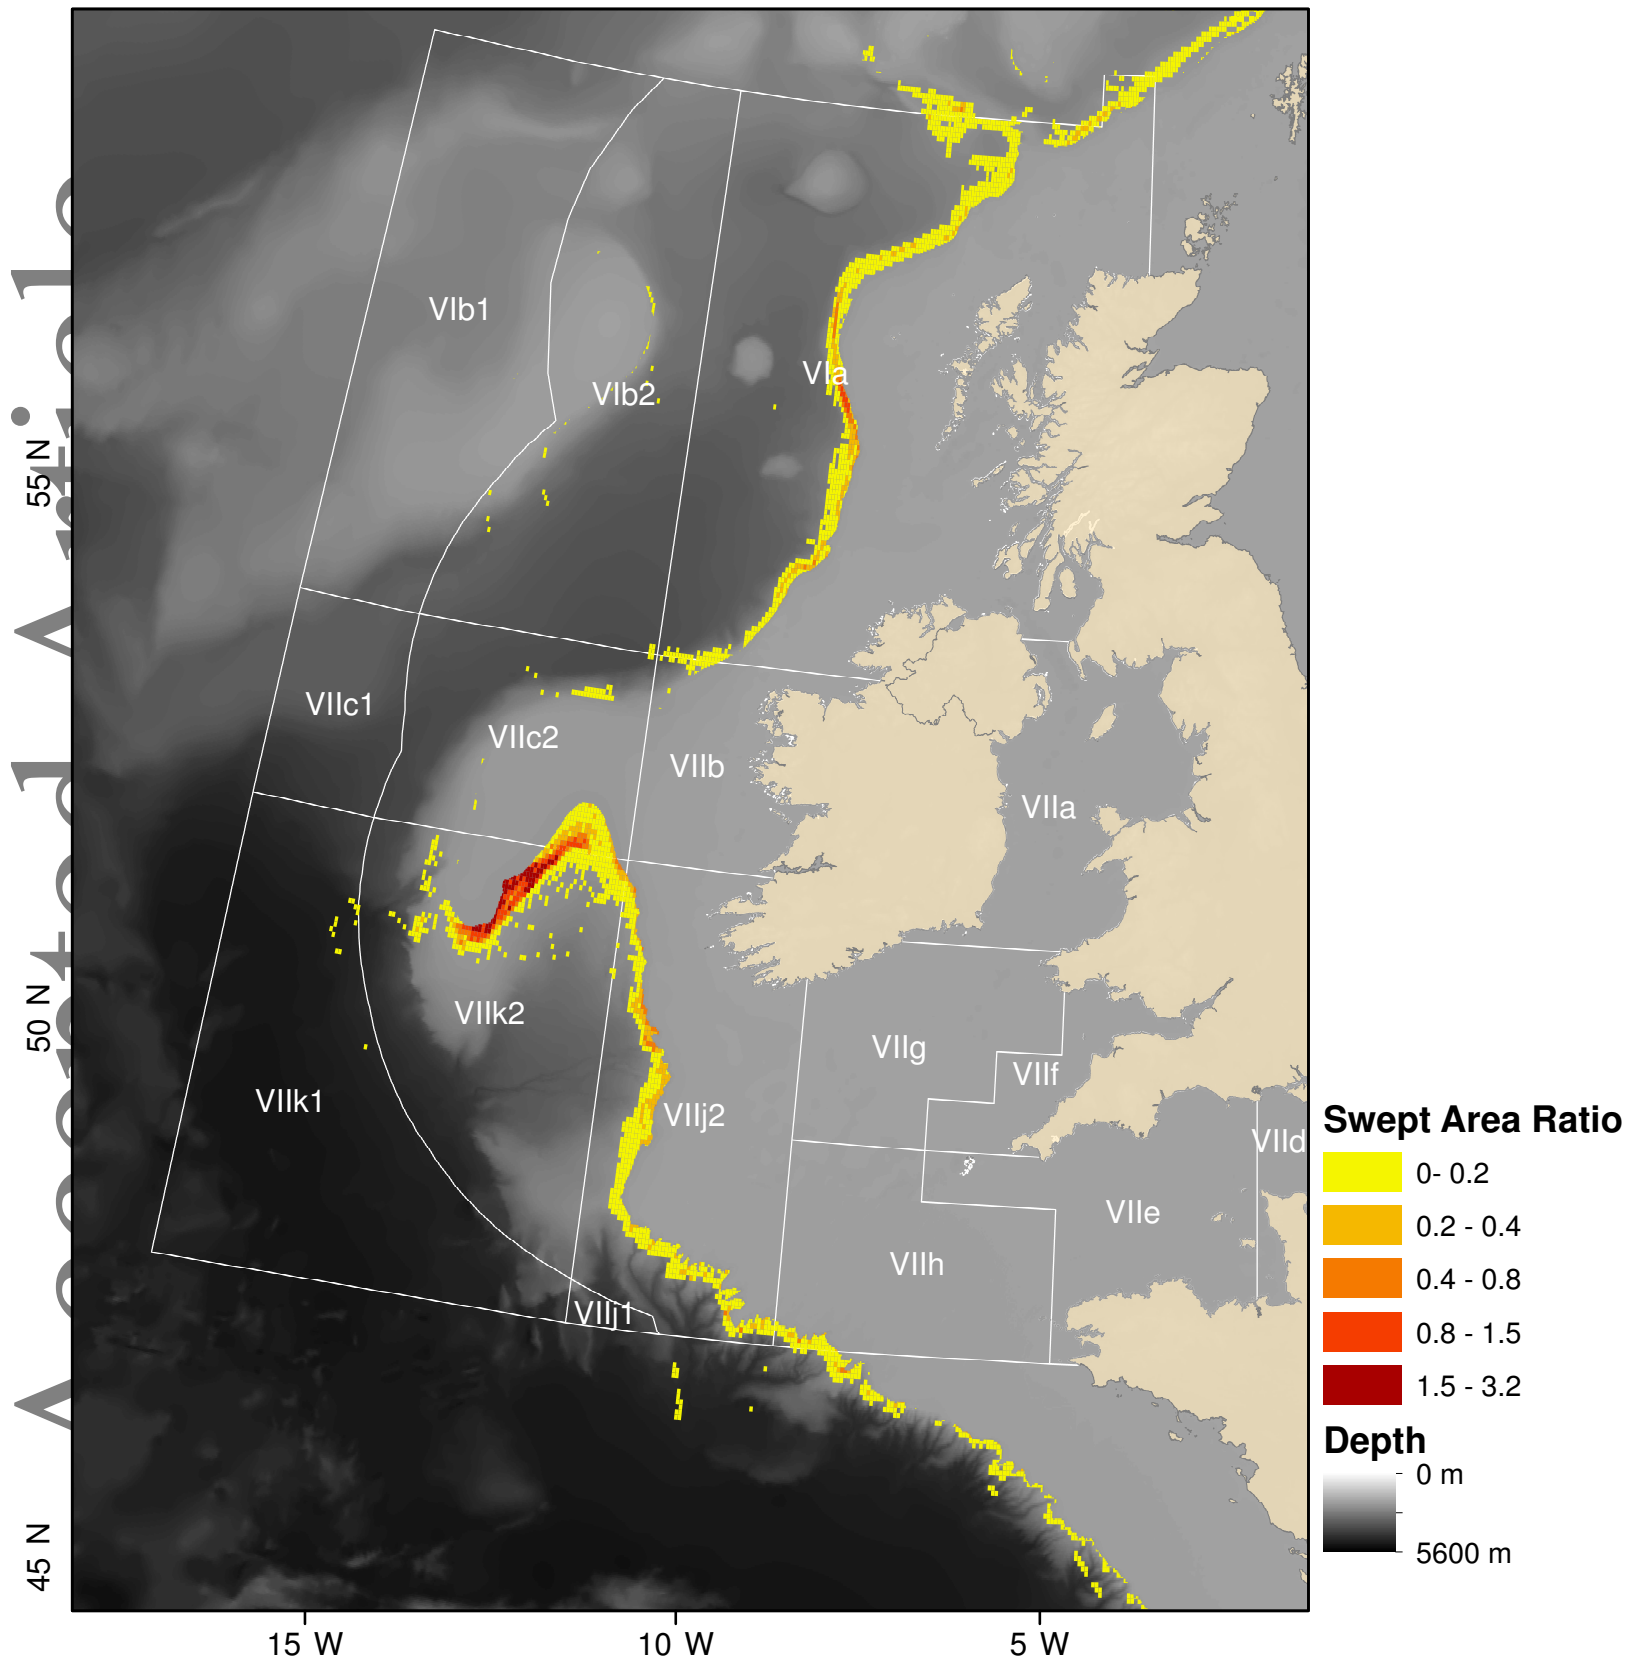 Accepted Article
VIb1
VIb2
VIa
VIIc1
VIIc2
VIIb
VIIa
VIIk2
VIIg
VIIf
VIIk1
VIIj2
VIId
VIIe
VIIh
VIIj1
55 N
50 N
45 N
15 W
10 W
5 W
Swept Area Ratio
0- 0.2
0.2 - 0.4
0.4 - 0.8
0.8 - 1.5
1.5 - 3.2
Depth
0 m
5600 m